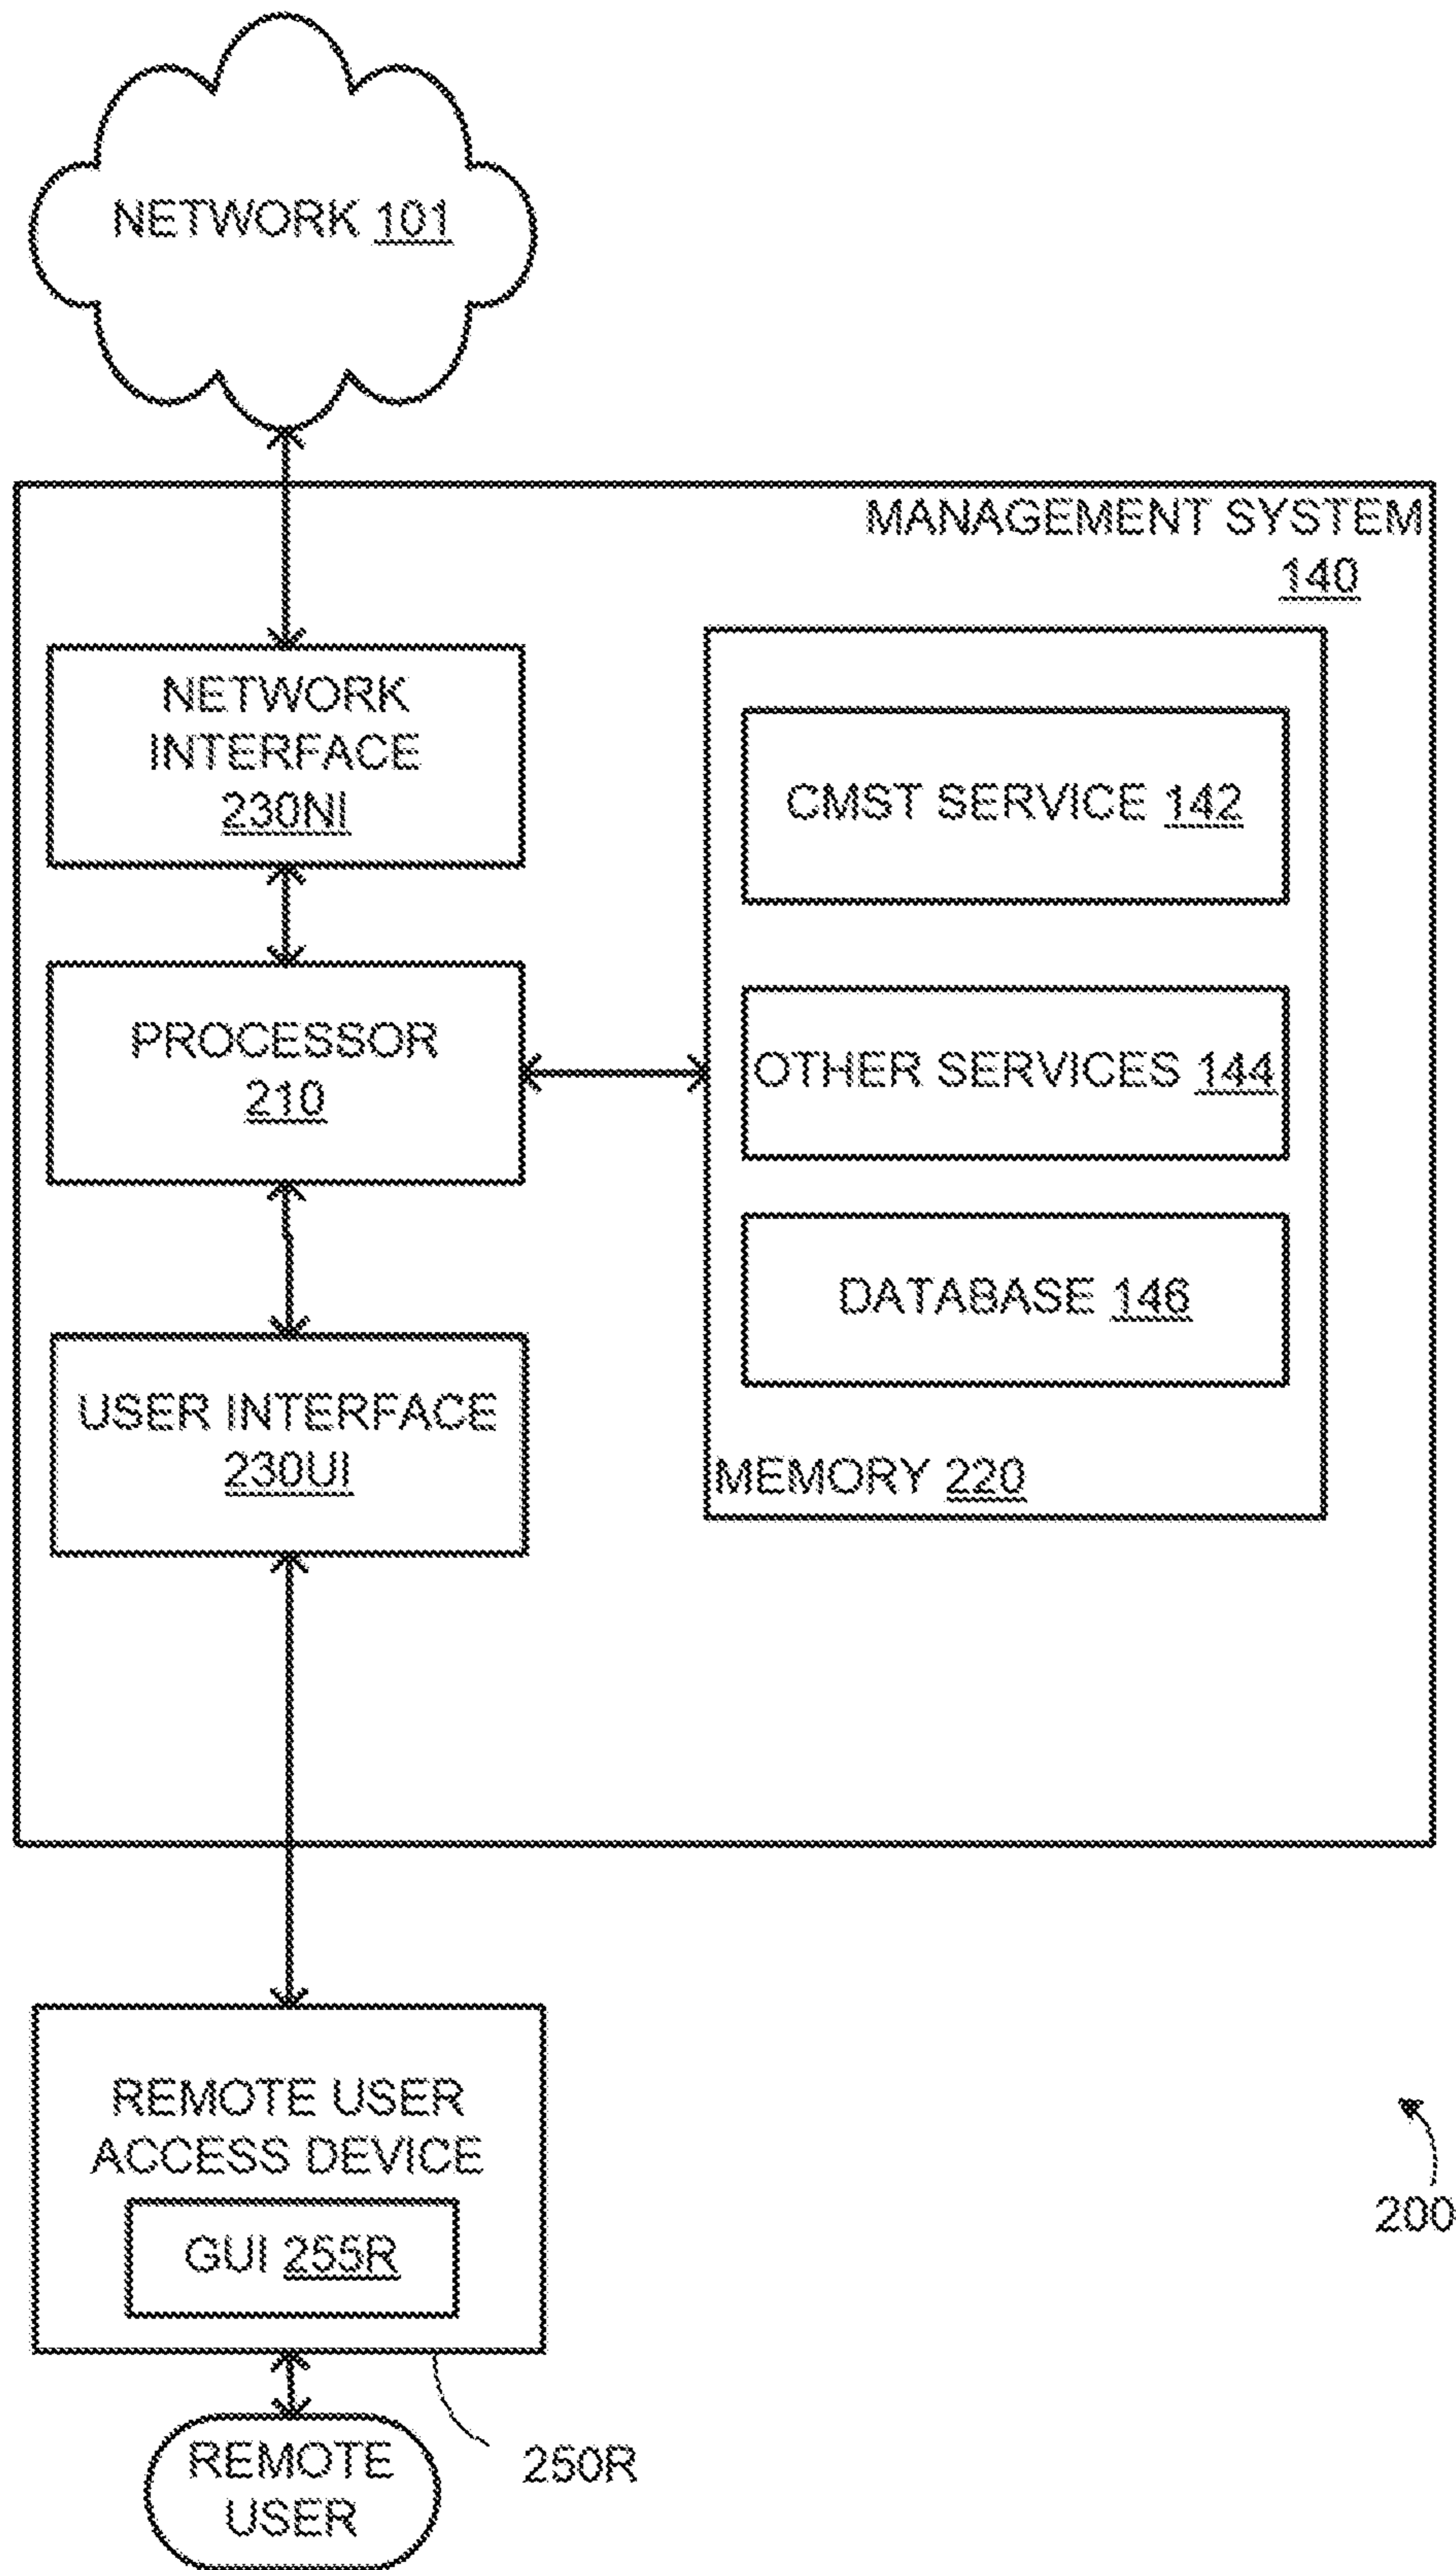 NETWORK 101
MANAGEMENT SYSTEM
140
NETWORK
INTERFACE
230NI
CMST SERVICE 142
PROCESSOR
210
OTHER SERVICES 144
DATABASE 146
USER INTERFACE
230UI
MEMORY 220
REMOTE USER
ACCESS DEVICE
GUI 255R
200
250R
REMOTE
USER